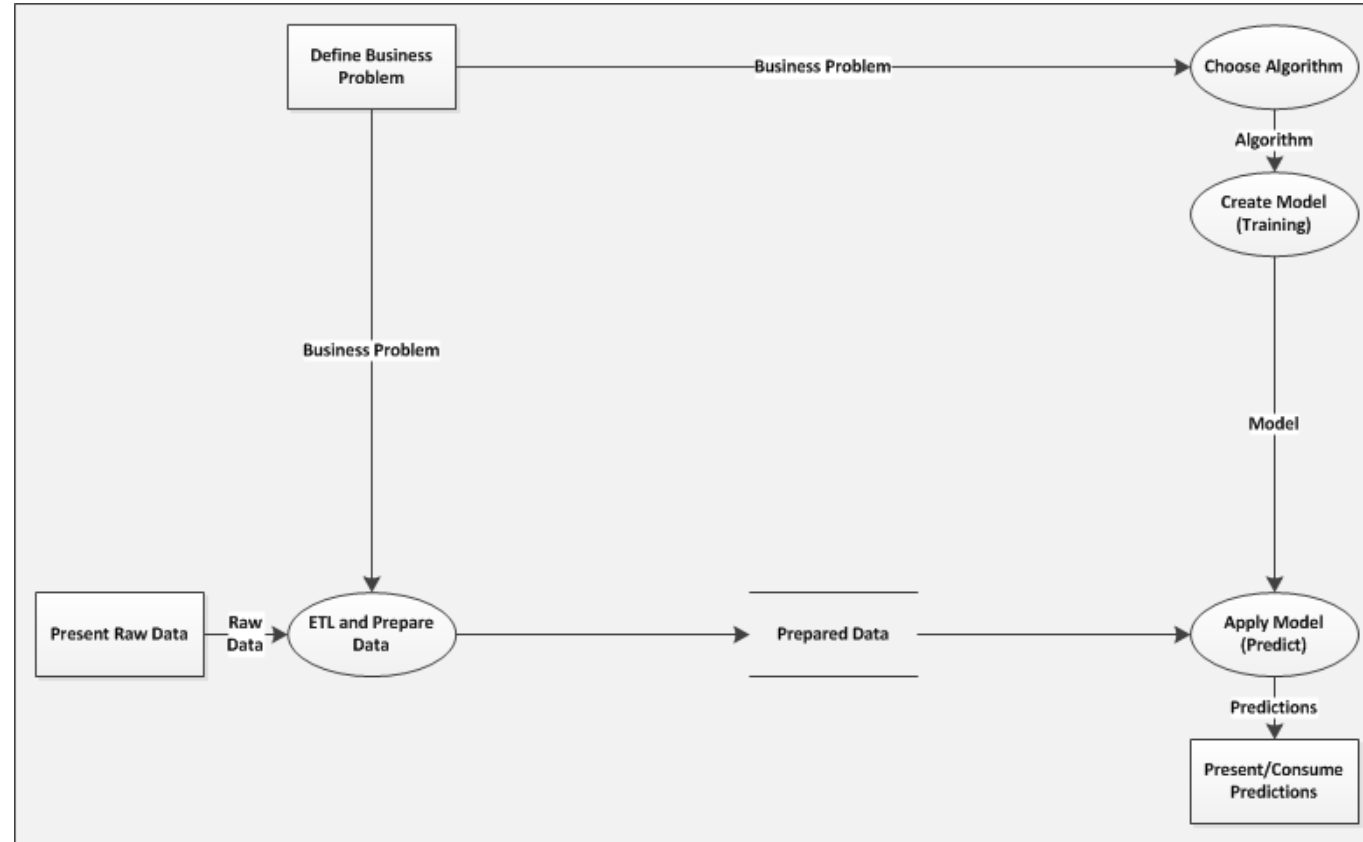 Define Business
Problem
Business Problem
Choose Algorithm
Algorithm
Create Model
(Training)
Business Problem
Model
Present Raw Data
Raw
Data
ETL and Prepare
Data
Prepared Data
Apply Model
(Predict)
Predictions
Present/Consume
Predictions